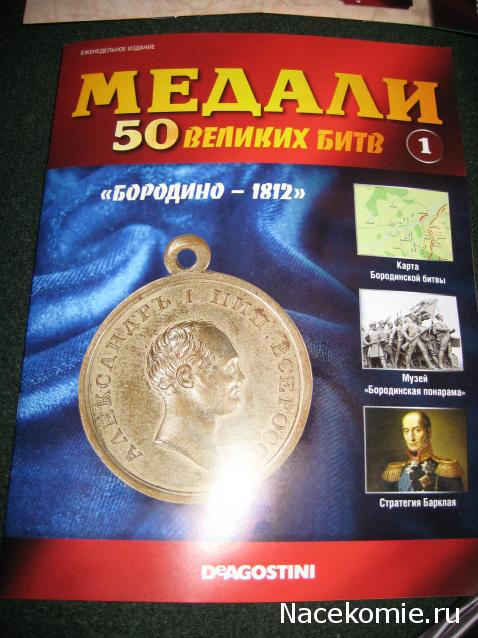 ЕЖЕНЕДЕЛЬНОЕ ИЗДАНИЕ
МЕДАЛИ
50 ВЕЛИКИХ БИТВ
1
«БОРОДИНО – 1812»
Карта
Бородинской битвы
Музей
«Бородинская понарама»
Стратегия Барклая
АЛЕКСАНДРЪ I ИМП. ВСЕРОСС
DEAGOSTINI
Nacekomie.ru